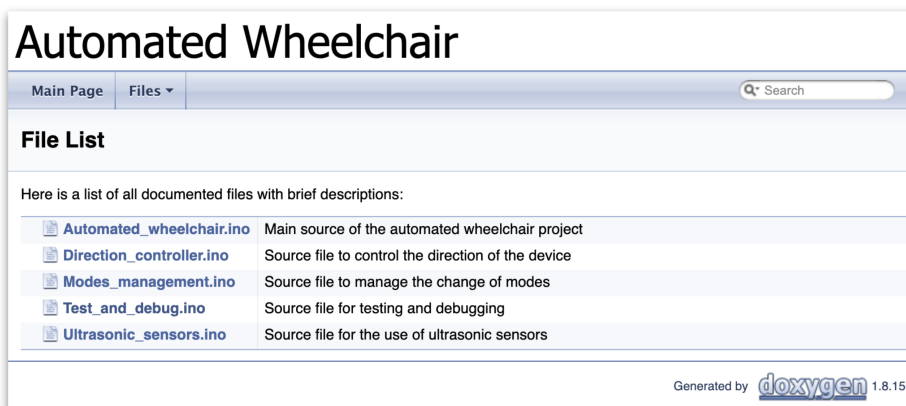 Automated Wheelchair
Main Page Files Search
File List
Here is a list of all documented files with brief descriptions:
Automated_wheelchair.ino Main source of the automated wheelchair project
Direction_controller.ino Source file to control the direction of the device
Modes_management.ino Source file to manage the change of modes
Test_and_debug.ino Source file for testing and debugging
Ultrasonic_sensors.ino Source file for the use of ultrasonic sensors
Generated by doxygen 1.8.15